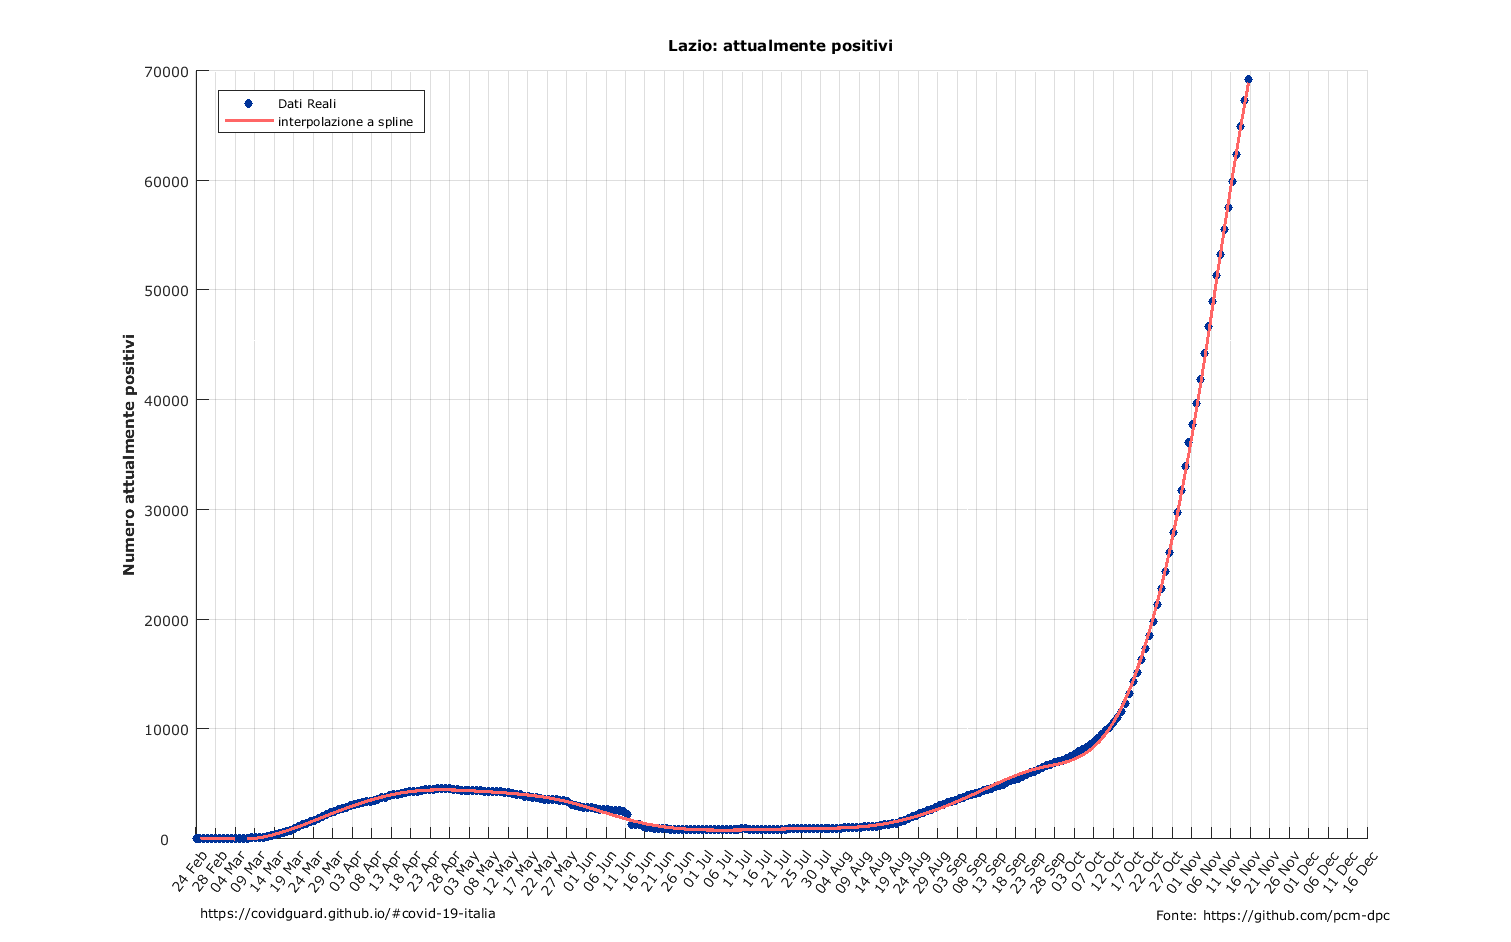 Lazio: attualmente positivi
70000
60000
50000
40000
30000
20000
10000
0
Dati Reali
interpolazione a spline
Numero attualmente positivi
24 Feb
28 Feb
04 Mar
09 Mar
14 Mar
19 Mar
24 Mar
29 Mar
03 Apr
08 Apr
13 Apr
18 Apr
23 Apr
28 Apr
03 May
08 May
12 May
17 May
22 May
27 May
01 Jun
06 Jun
11 Jun
16 Jun
21 Jun
26 Jun
01 Jul
06 Jul
11 Jul
16 Jul
21 Jul
25 Jul
30 Jul
04 Aug
09 Aug
14 Aug
19 Aug
24 Aug
29 Aug
03 Sep
08 Sep
13 Sep
18 Sep
23 Sep
28 Sep
03 Oct
07 Oct
12 Oct
17 Oct
22 Oct
27 Oct
01 Nov
06 Nov
11 Nov
16 Nov
21 Nov
26 Nov
01 Dec
06 Dec
11 Dec
16 Dec
https://covidguard.github.io/#covid-19-italia
Fonte: https://github.com/pcm-dpc